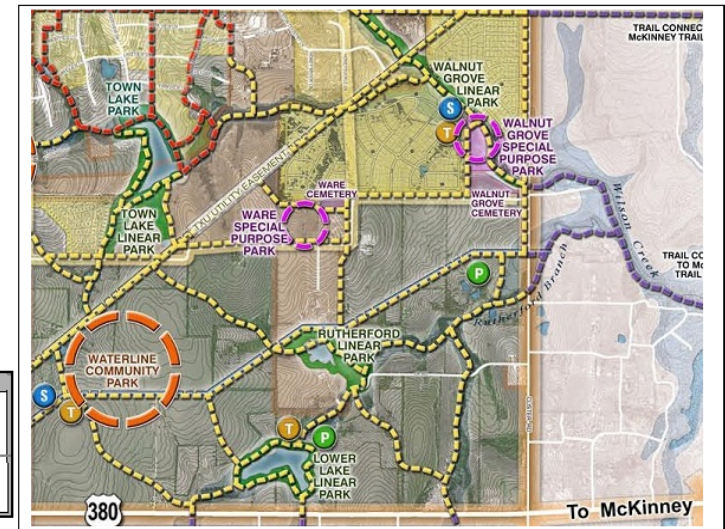 TRAIL CONNEC
McKINNEY TRAIL
WALNUT
GROVE
LINEAR
PARK
TOWN
LAKE
PARK
S
T
WALNUT
GROVE
SPECIAL
PURPOSE
PARK
TXU UTILITY EASEMENT
WARE
CEMETERY
WALNUT
GROVE
CEMETERY
Wilson Creek
TOWN
LAKE
LINEAR
PARK
WARE
SPECIAL
PURPOSE
PARK
Rutherford Branch
P
TRAIL CO
TO Mc
TRAIL
RUTHERFORD
LINEAR
PARK
WATERLINE
COMMUNITY
PARK
S
T
T
P
LOWER
LAKE
LINEAR
PARK
380
To McKinney